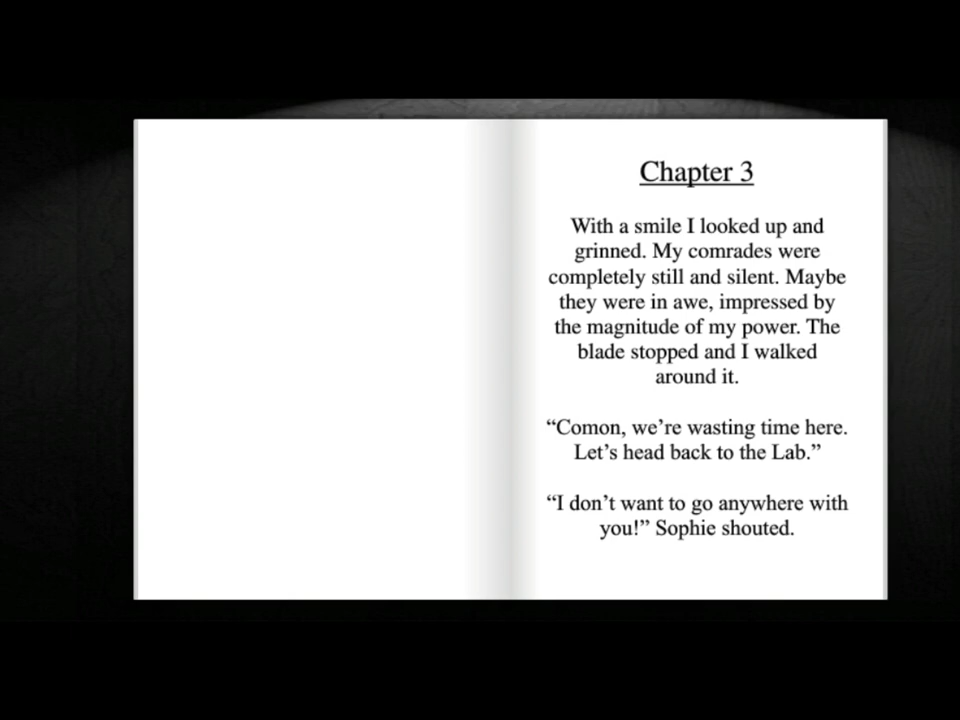 Chapter 3
With a smile I looked up and
grinned. My comrades were
completely still and silent. Maybe
they were in awe, impressed by
the magnitude of my power. The
blade stopped and I walked
around it.
“Comon, we’re wasting time here.
Let’s head back to the Lab.”
“I don’t want to go anywhere with
you!” Sophie shouted.